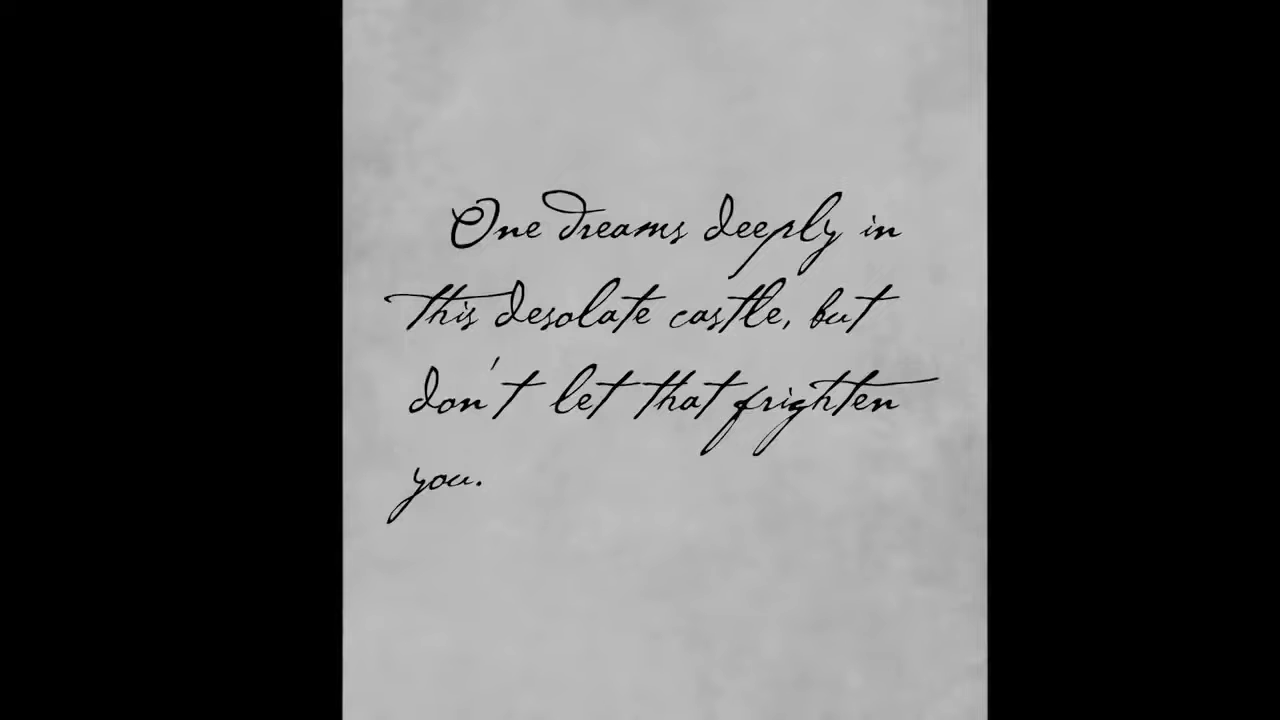 One dreams deeply in
this desolate castle, but
don't let that frighten
you.